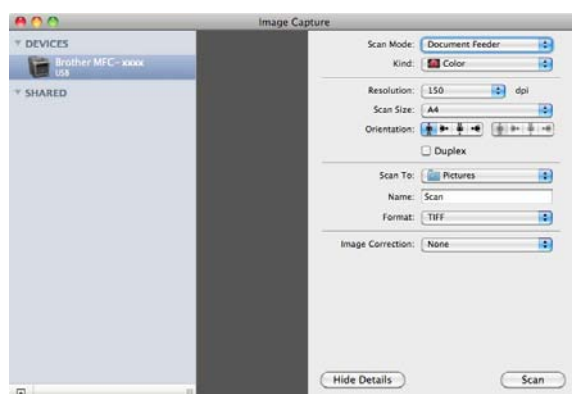 Image Capture
DEVICES
Brother MFC-xxxx
USB
SHARED
Scan Mode: Document Feeder
Kind: Color
Resolution: 150 dpi
Scan Size: A4
Orientation:
Duplex
Scan To: Pictures
Name: Scan
Format: TIFF
Image Correction: None
Hide Details Scan